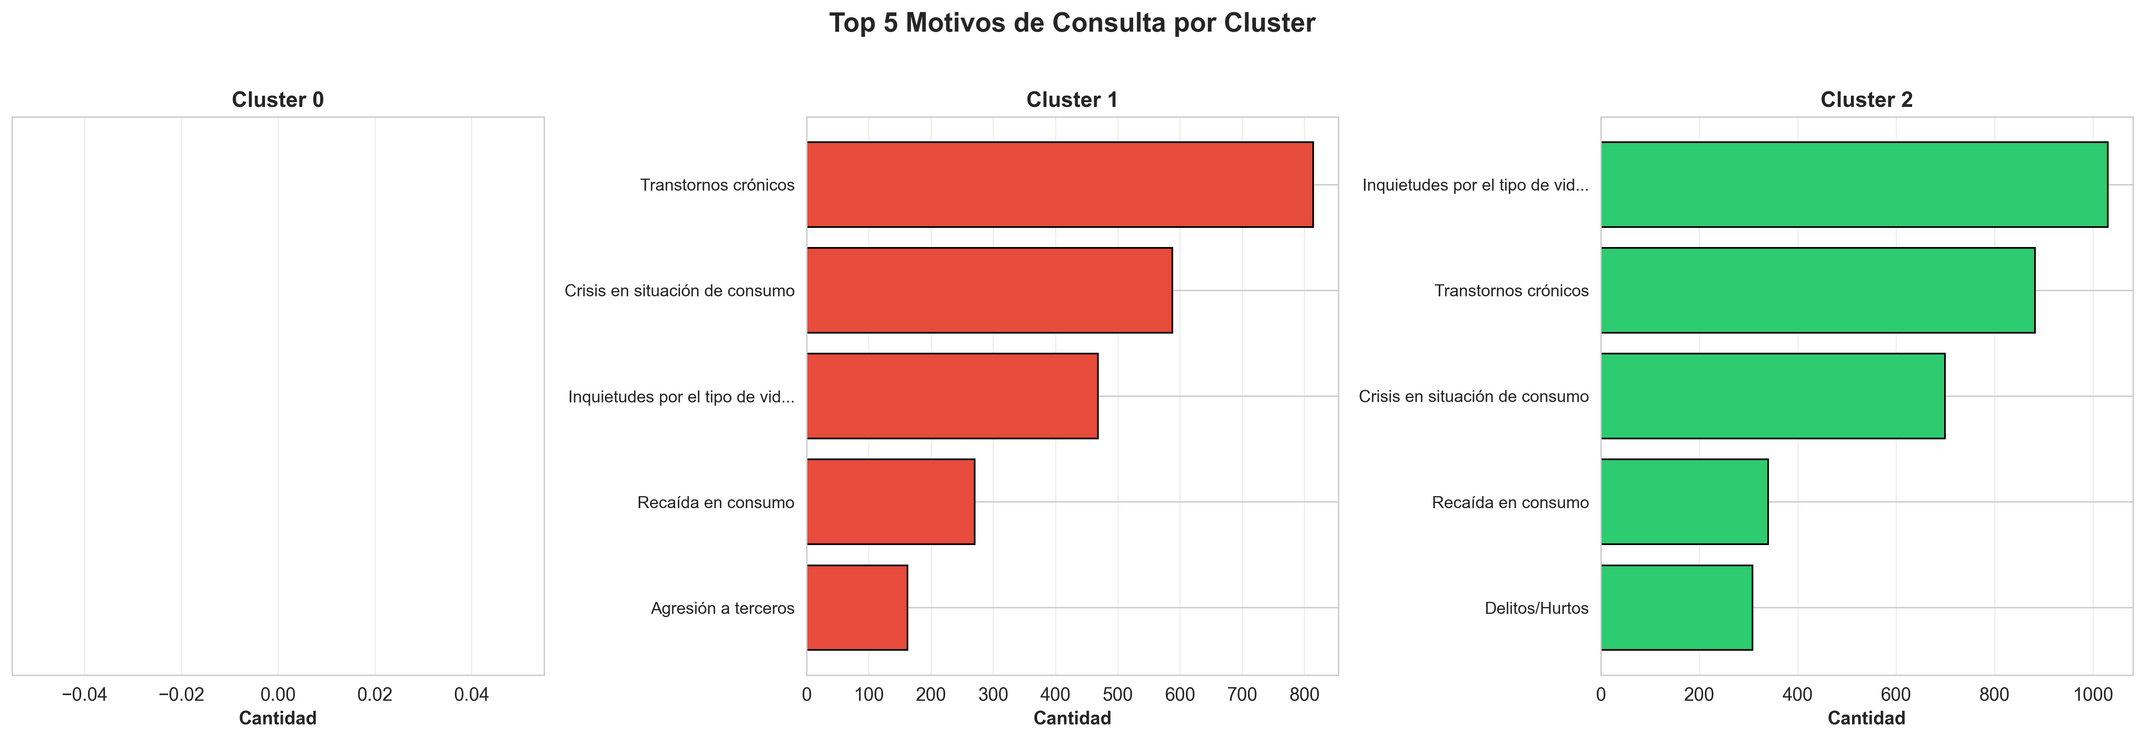 Top 5 Motivos de Consulta por Cluster
Cluster 0
−0.04 −0.02 0.00 0.02 0.04
Cantidad
Cluster 1
Transtornos crónicos
Crisis en situación de consumo
Inquietudes por el tipo de vid...
Recaída en consumo
Agresión a terceros
0 100 200 300 400 500 600 700 800
Cantidad
Cluster 2
Inquietudes por el tipo de vid...
Transtornos crónicos
Crisis en situación de consumo
Recaída en consumo
Delitos/Hurtos
0 200 400 600 800 1000
Cantidad